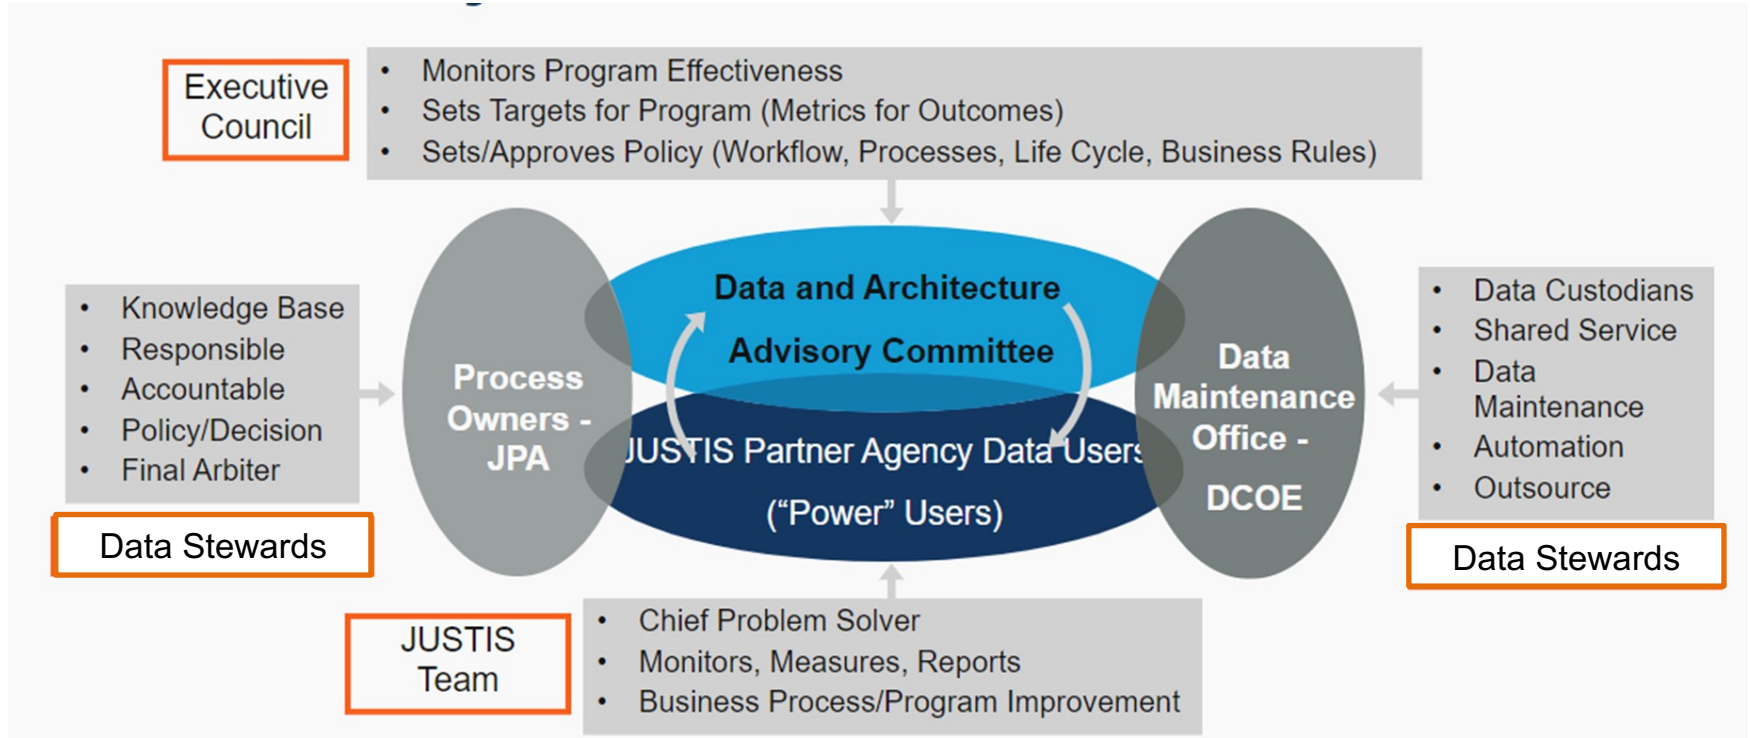 Executive
Council
• Monitors Program Effectiveness
• Sets Targets for Program (Metrics for Outcomes)
• Sets/Approves Policy (Workflow, Processes, Life Cycle, Business Rules)
• Knowledge Base
• Responsible
• Accountable
• Policy/Decision
• Final Arbiter
Data Stewards
Process
Owners -
JPA
Data and Architecture
Advisory Committee
JUSTIS Partner Agency Data Users
(“Power” Users)
Data
Maintenance
Office -
DCOE
• Data Custodians
• Shared Service
• Data
Maintenance
• Automation
• Outsource
Data Stewards
JUSTIS
Team
• Chief Problem Solver
• Monitors, Measures, Reports
• Business Process/Program Improvement